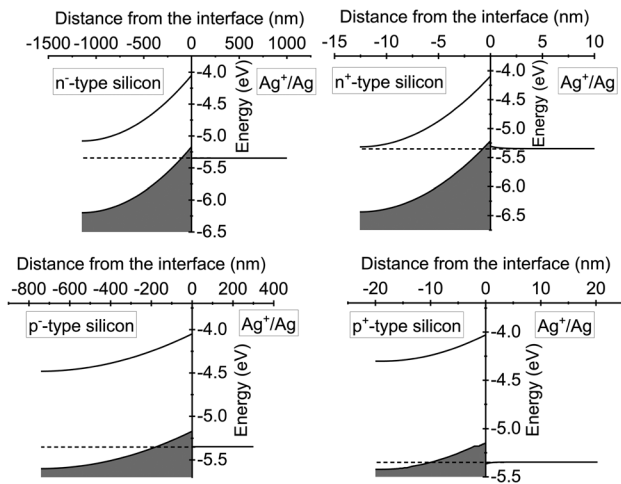 Distance from the interface (nm)
-1500 -1000 -500 0 500 1000
n⁻-type silicon
Ag⁺/Ag
Energy (eV)
-4.0
-4.5
-5.0
-5.5
-6.0
-6.5
Distance from the interface (nm)
-15 -10 -5 0 5 10
n⁺-type silicon
Ag⁺/Ag
Energy (eV)
-4.0
-4.5
-5.0
-5.5
-6.0
-6.5
Distance from the interface (nm)
-800 -600 -400 -200 0 200 400
p⁻-type silicon
Ag⁺/Ag
Energy (eV)
-4.0
-4.5
-5.0
-5.5
Distance from the interface (nm)
-20 -10 0 10 20
p⁺-type silicon
Ag⁺/Ag
Energy (eV)
-4.0
-4.5
-5.0
-5.5